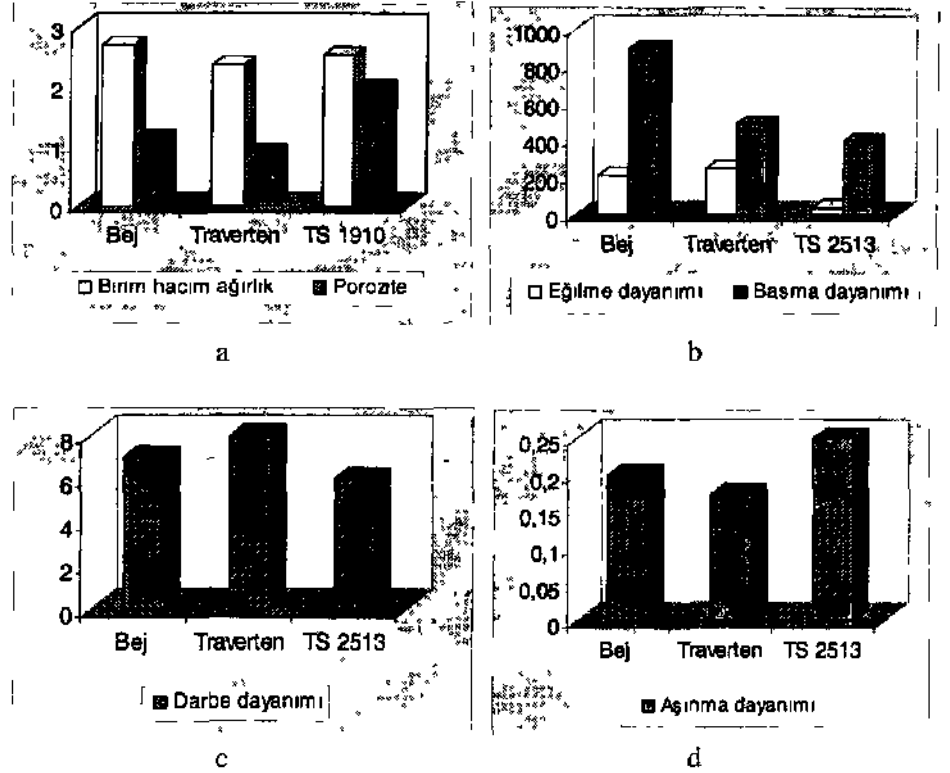 3
2
1
0
Bej Traverten TS 1910
Birim hacim ağırlık Porozite
a
1000
800
600
400
200
0
Bej Traverten TS 2513
Eğilme dayanımı Basma dayanımı
b
8
6
4
2
0
Bej Traverten TS 2513
Darbe dayanımı
c
0,25
0,2
0,15
0,1
0,05
0
Bej Traverten TS 2513
Aşınma dayanımı
d